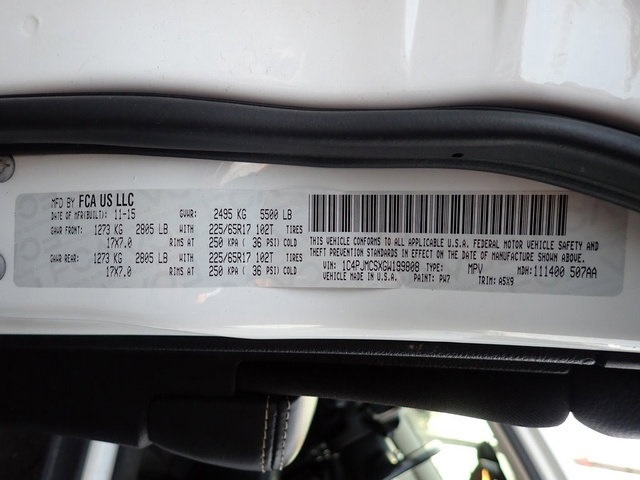 MFD BY FCA US LLC
DATE OF MFR(BUILT): 11-15 GVWR: 2495 KG 5500 LB
GAWR FRONT: 1273 KG 2805 LB 225/65R17 102T TIRES
17X7.0 RIMS AT 250 KPA ( 36 PSI) COLD
GAWR REAR: 1273 KG 2805 LB 225/65R17 102T TIRES
17X7.0 RIMS AT 250 KPA ( 36 PSI) COLD
THIS VEHICLE CONFORMS TO ALL APPLICABLE U.S.A. FEDERAL MOTOR VEHICLE SAFETY AND
THEFT PREVENTION STANDARDS IN EFFECT ON THE DATE OF MANUFACTURE SHOWN ABOVE.
VIN: 1C4PJMCSXGW199808 TYPE: MPV MDH: 111400 507AA
VEHICLE MADE IN U.S.A. PAINT: PW7 TRIM: A5X9